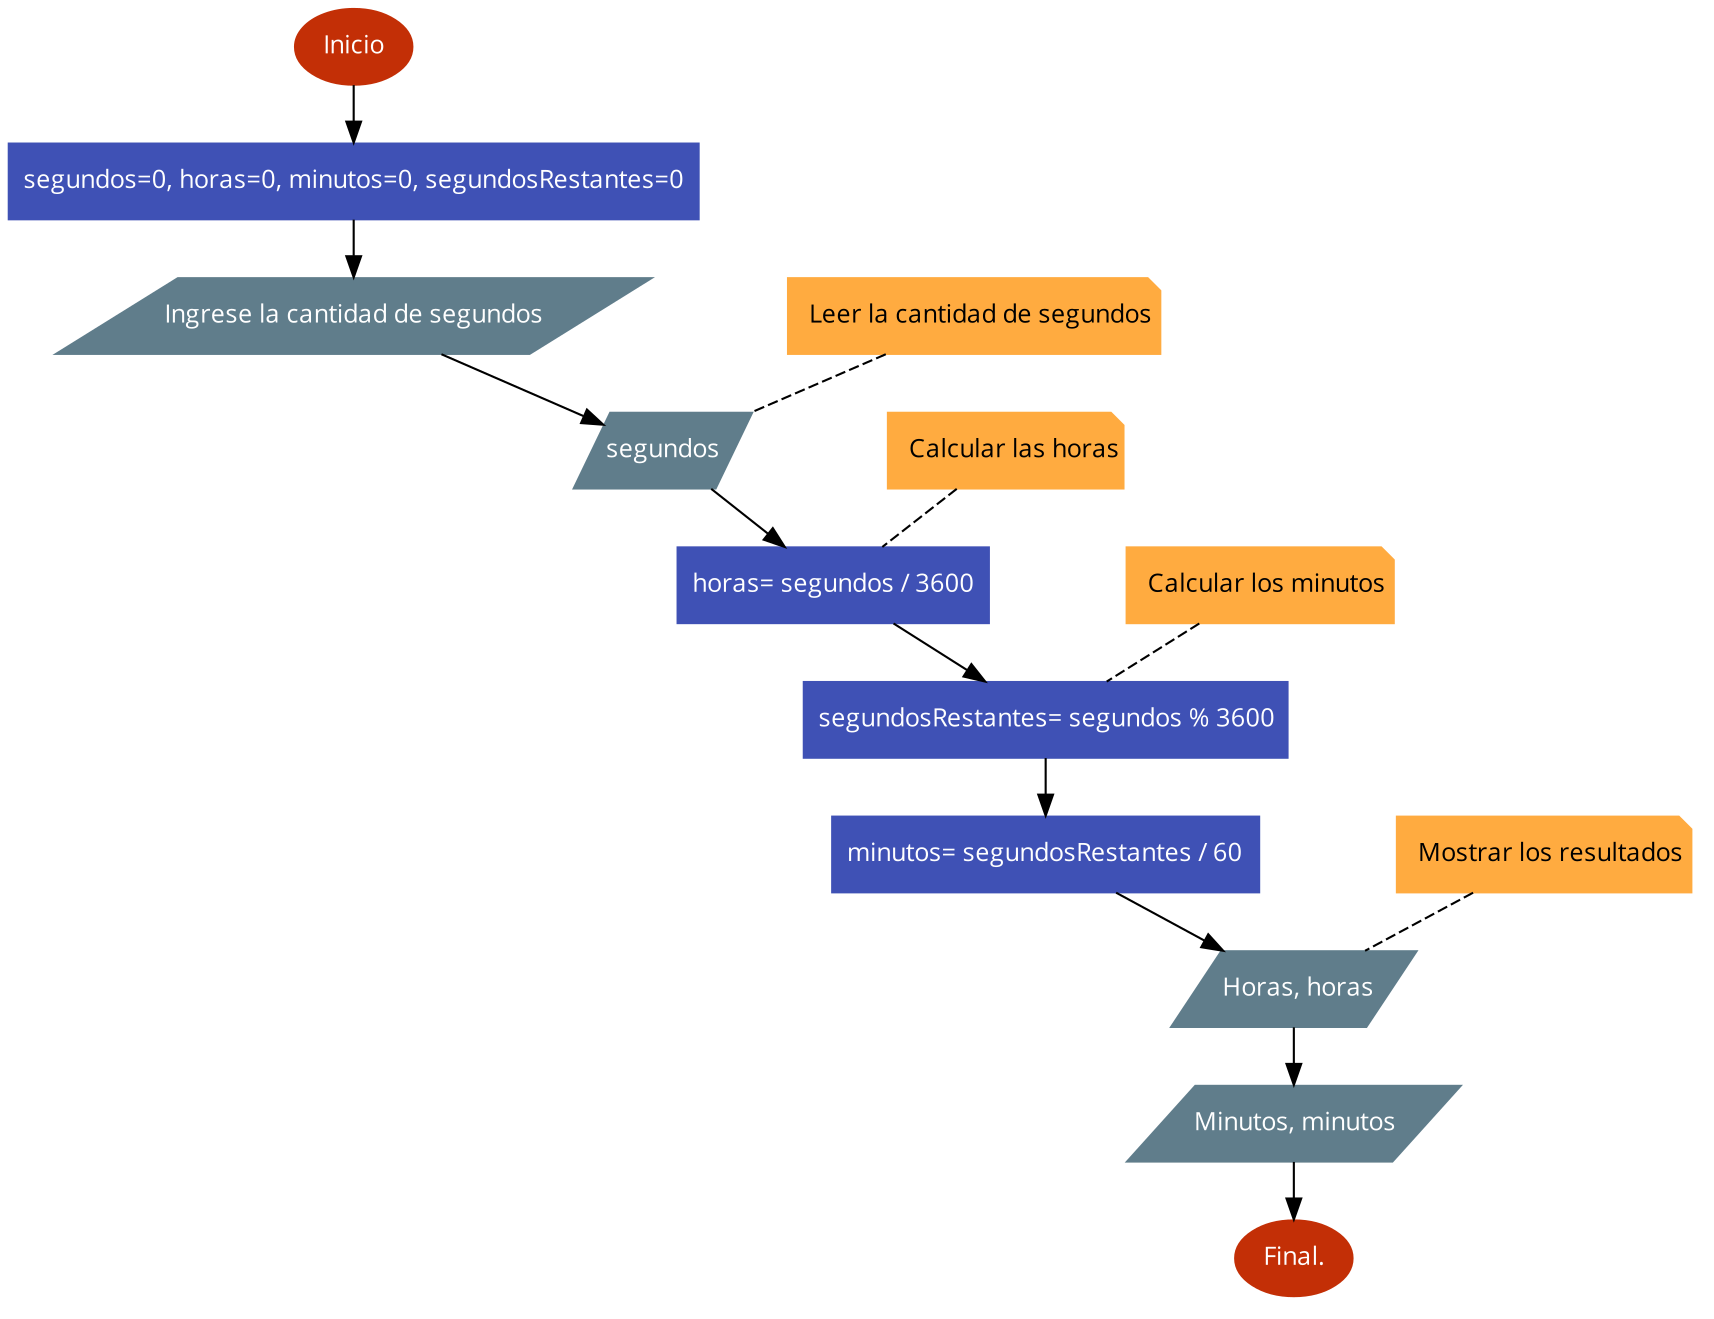 Inicio
segundos=0, horas=0, minutos=0, segundosRestantes=0
Ingrese la cantidad de segundos
Leer la cantidad de segundos
segundos
Calcular las horas
horas= segundos / 3600
Calcular los minutos
segundosRestantes= segundos % 3600
minutos= segundosRestantes / 60
Mostrar los resultados
Horas, horas
Minutos, minutos
Final.